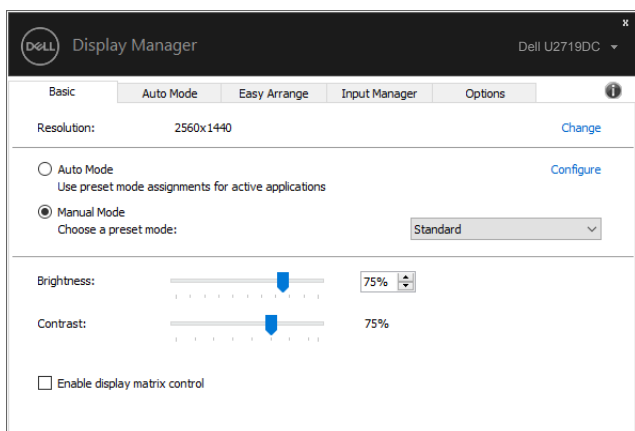 DELL Display Manager
x
Dell U2719DC
Basic Auto Mode Easy Arrange Input Manager Options
Resolution: 2560x1440 Change
Auto Mode Configure
Use preset mode assignments for active applications
Manual Mode
Choose a preset mode: Standard
Brightness: 75%
Contrast: 75%
Enable display matrix control